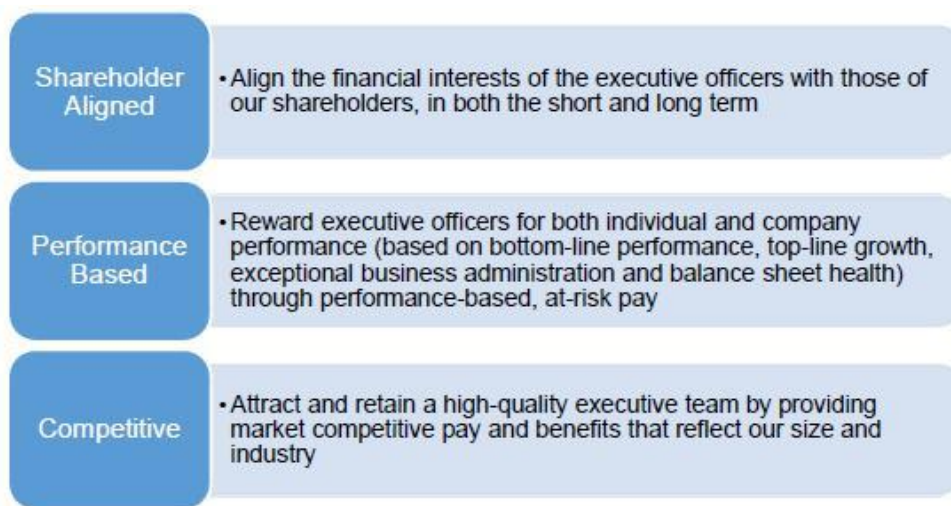 Shareholder
Aligned
•Align the financial interests of the executive officers with those of
our shareholders, in both the short and long term
Performance
Based
•Reward executive officers for both individual and company
performance (based on bottom-line performance, top-line growth,
exceptional business administration and balance sheet health)
through performance-based, at-risk pay
Competitive
•Attract and retain a high-quality executive team by providing
market competitive pay and benefits that reflect our size and
industry